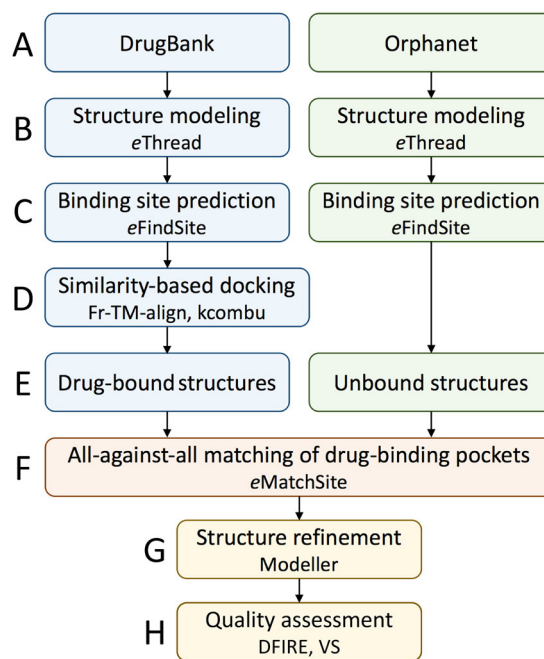 A
DrugBank
Orphanet
B
Structure modeling
eThread
Structure modeling
eThread
C
Binding site prediction
eFindSite
Binding site prediction
eFindSite
D
Similarity-based docking
Fr-TM-align, kcombu
E
Drug-bound structures
Unbound structures
F
All-against-all matching of drug-binding pockets
eMatchSite
G
Structure refinement
Modeller
H
Quality assessment
DFIRE, VS